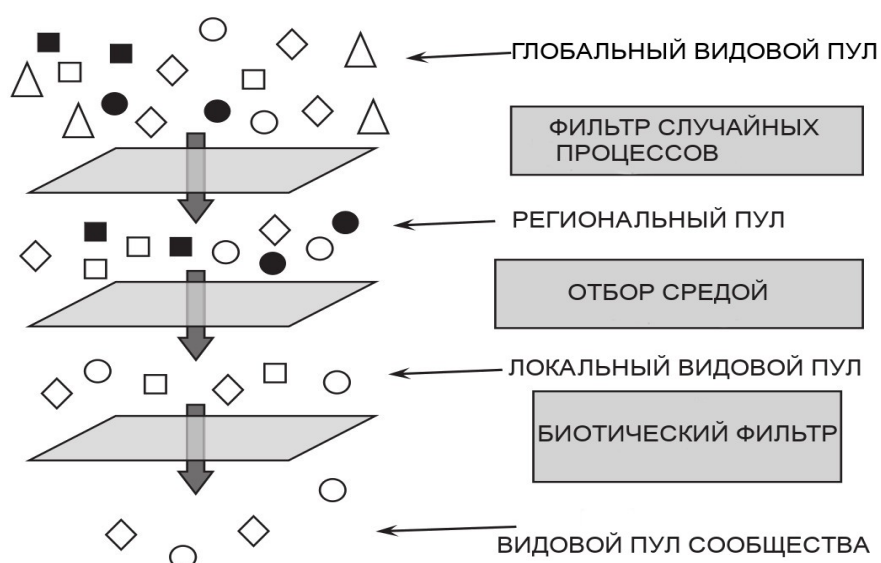 ГЛОБАЛЬНЫЙ ВИДОВОЙ ПУЛ
ФИЛЬТР СЛУЧАЙНЫХ
ПРОЦЕССОВ
РЕГИОНАЛЬНЫЙ ПУЛ
ОТБОР СРЕДОЙ
ЛОКАЛЬНЫЙ ВИДОВОЙ ПУЛ
БИОТИЧЕСКИЙ ФИЛЬТР
ВИДОВОЙ ПУЛ СООБЩЕСТВА